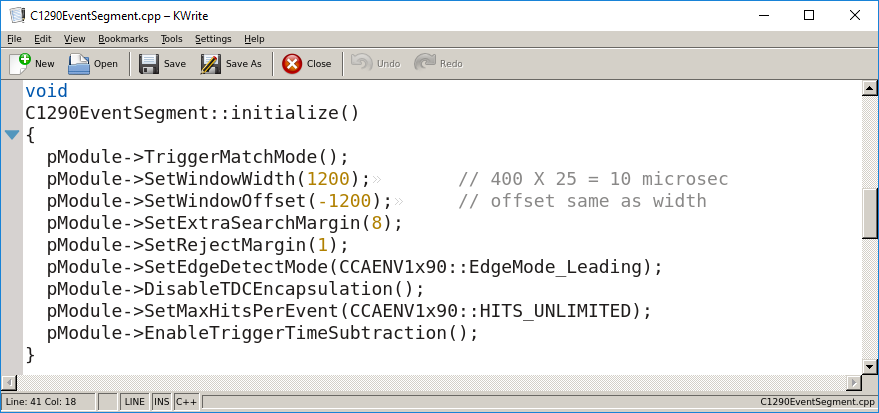 C1290EventSegment.cpp – KWrite
File Edit View Bookmarks Tools Settings Help
New Open Save Save As Close Undo Redo
void
C1290EventSegment::initialize()
{
  pModule->TriggerMatchMode();
  pModule->SetWindowWidth(1200);» // 400 X 25 = 10 microsec
  pModule->SetWindowOffset(-1200);» // offset same as width
  pModule->SetExtraSearchMargin(8);
  pModule->SetRejectMargin(1);
  pModule->SetEdgeDetectMode(CCAENV1x90::EdgeMode_Leading);
  pModule->DisableTDCEncapsulation();
  pModule->SetMaxHitsPerEvent(CCAENV1x90::HITS_UNLIMITED);
  pModule->EnableTriggerTimeSubtraction();
}
Line: 41 Col: 18 LINE INS C++ C1290EventSegment.cpp